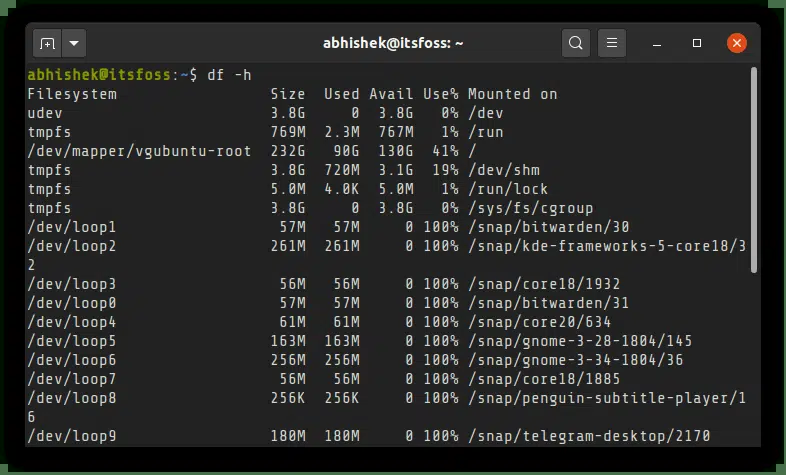 abhishek@itsfoss: ~
abhishek@itsfoss:~$ df -h
Filesystem                  Size  Used Avail Use% Mounted on
udev                        3.8G     0  3.8G   0% /dev
tmpfs                       769M  2.3M  767M   1% /run
/dev/mapper/vgubuntu-root   232G   90G  130G  41% /
tmpfs                       3.8G  720M  3.1G  19% /dev/shm
tmpfs                       5.0M  4.0K  5.0M   1% /run/lock
tmpfs                       3.8G     0  3.8G   0% /sys/fs/cgroup
/dev/loop1                   57M   57M     0 100% /snap/bitwarden/30
/dev/loop2                  261M  261M     0 100% /snap/kde-frameworks-5-core18/3
2
/dev/loop3                   56M   56M     0 100% /snap/core18/1932
/dev/loop0                   57M   57M     0 100% /snap/bitwarden/31
/dev/loop4                   61M   61M     0 100% /snap/core20/634
/dev/loop5                  163M  163M     0 100% /snap/gnome-3-28-1804/145
/dev/loop6                  256M  256M     0 100% /snap/gnome-3-34-1804/36
/dev/loop7                   56M   56M     0 100% /snap/core18/1885
/dev/loop8                  256K  256K     0 100% /snap/penguin-subtitle-player/1
6
/dev/loop9                  180M  180M     0 100% /snap/telegram-desktop/2170